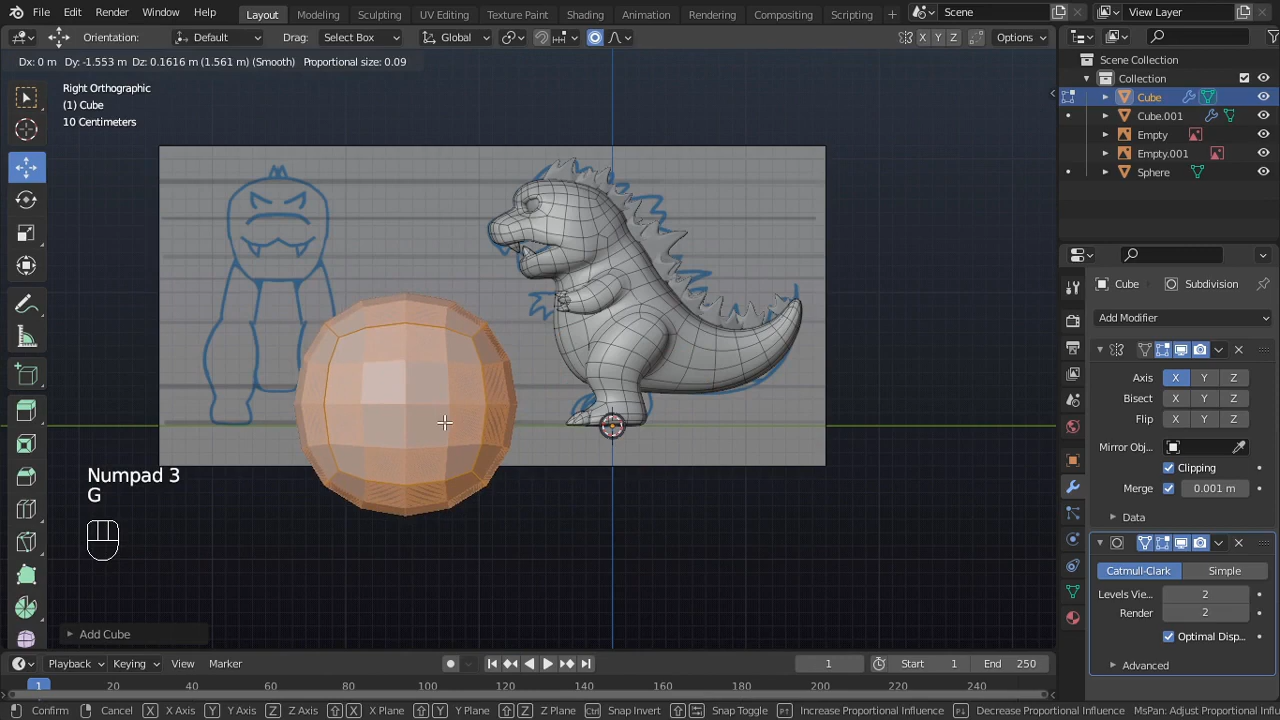 File Edit Render Window Help Layout Modeling Sculpting UV Editing Texture Paint Shading Animation Rendering Compositing Scripting + Scene View Layer
Orientation: Default Drag: Select Box Global X Y Z Options
Dx: 0 m Dy: -1.553 m Dz: 0.1616 m (1.561 m) (Smooth) Proportional size: 0.09
Right Orthographic
(1) Cube
10 Centimeters
Numpad 3
G
Add Cube
Scene Collection
Collection
Cube
Cube.001
Empty
Empty.001
Sphere
Cube Subdivision
Add Modifier
Axis X Y Z
Bisect X Y Z
Flip X Y Z
Mirror Obj...
Clipping
Merge 0.001 m
Data
Catmull-Clark Simple
Levels Vie... 2
Render 2
Optimal Disp...
Advanced
Playback Keying View Marker 1 Start 1 End 250
1 20 40 60 80 100 120 140 160 180 200 220 240
Confirm Cancel X X Axis Y Y Axis Z Z Axis X X Plane Y Y Plane Z Z Plane Ctrl Snap Invert Snap Toggle Increase Proportional Influence Decrease Proportional Influence MsPan: Adjust Proportional Infl